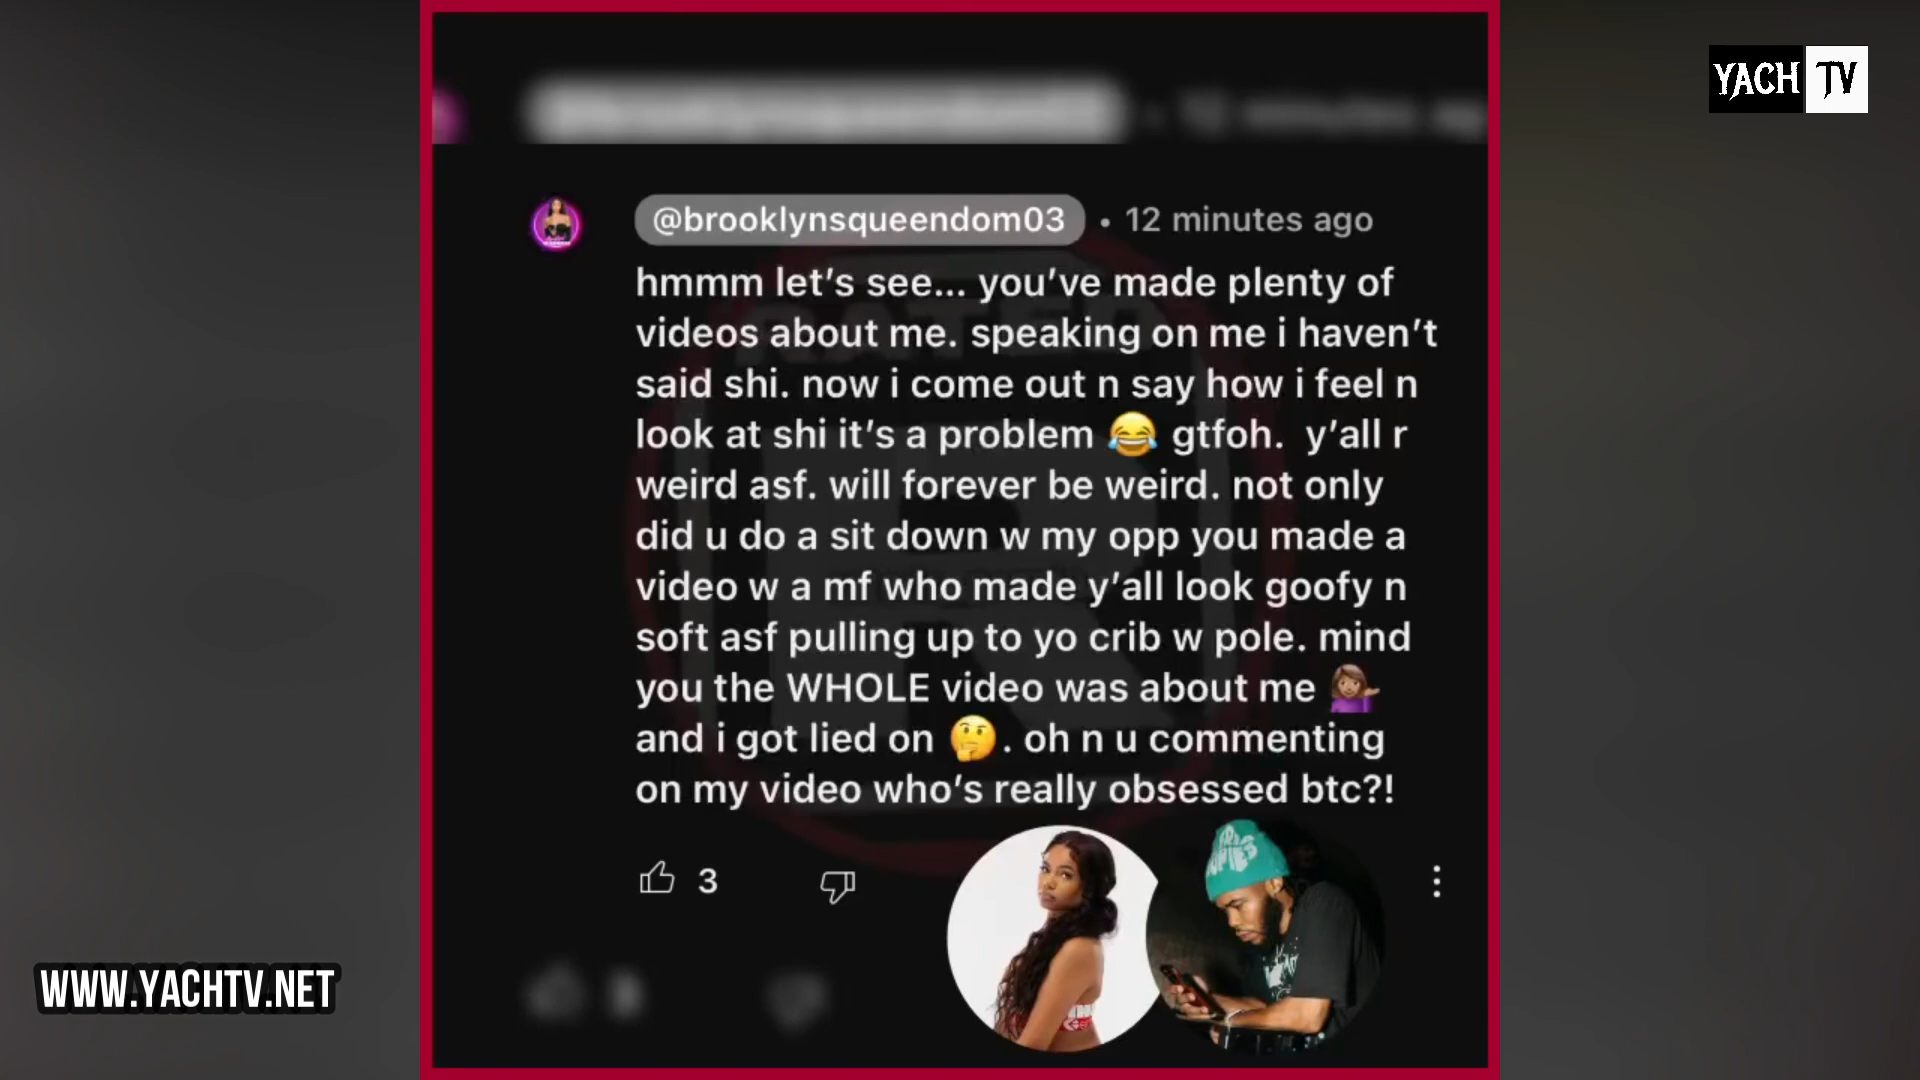 YACH TV
@brooklynsqueendom03 • 12 minutes ago
hmmm let’s see... you’ve made plenty of
videos about me. speaking on me i haven’t
said shi. now i come out n say how i feel n
look at shi it’s a problem 😂 gtfoh. y’all r
weird asf. will forever be weird. not only
did u do a sit down w my opp you made a
video w a mf who made y’all look goofy n
soft asf pulling up to yo crib w pole. mind
you the WHOLE video was about me 💁🏽‍♀️
and i got lied on 🤔. oh n u commenting
on my video who’s really obsessed btc?!
3
WWW.YACHTV.NET